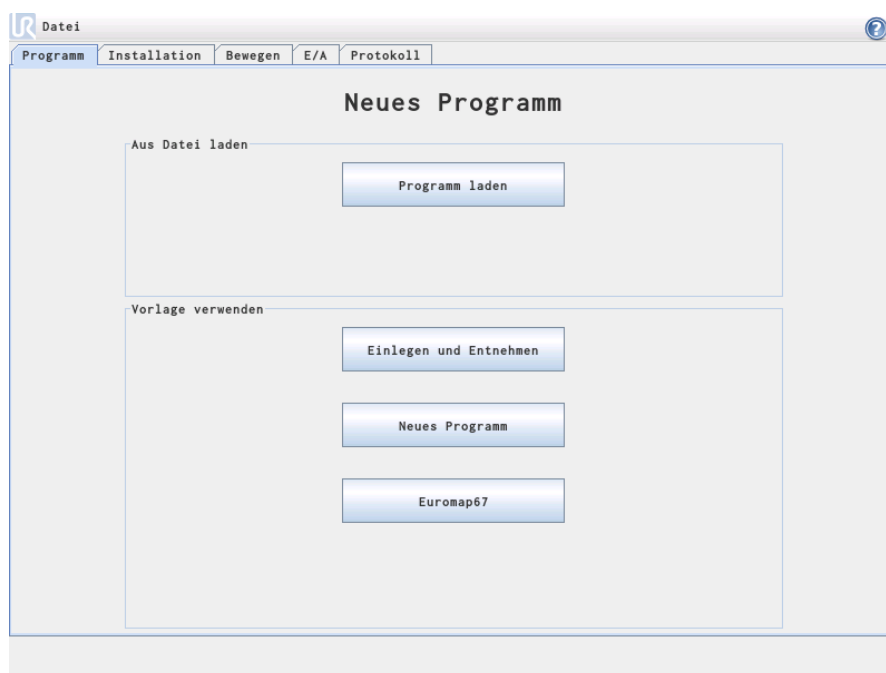 UR Datei
?
Programm Installation Bewegen E/A Protokoll
Neues Programm
Aus Datei laden
Programm laden
Vorlage verwenden
Einlegen und Entnehmen
Neues Programm
Euromap67